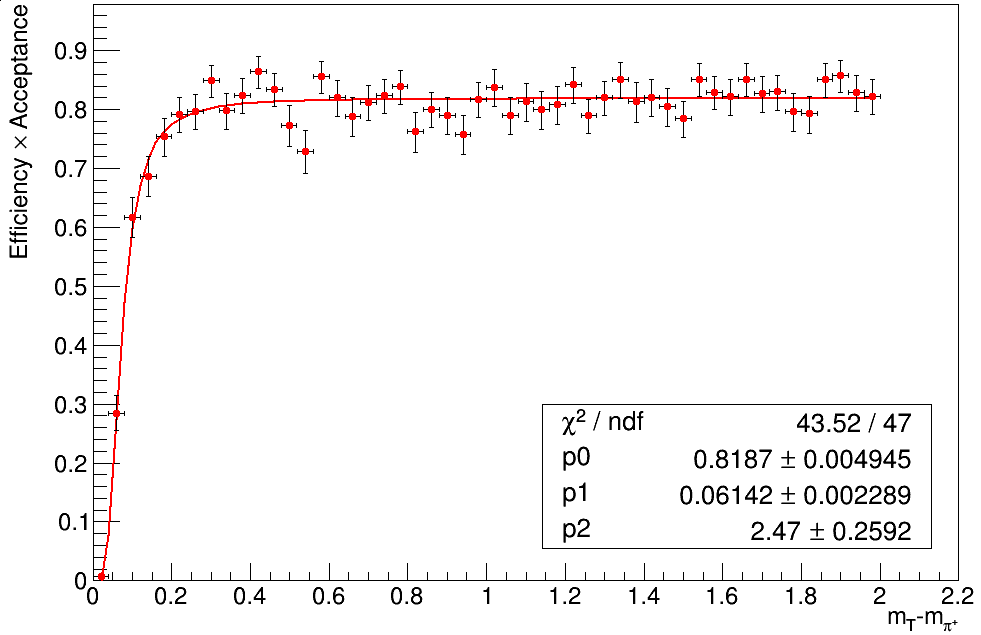 Efficiency × Acceptance
0.9
0.8
0.7
0.6
0.5
0.4
0.3
0.2
0.1
0
χ² / ndf 43.52 / 47
p0 0.8187 ± 0.004945
p1 0.06142 ± 0.002289
p2 2.47 ± 0.2592
0 0.2 0.4 0.6 0.8 1 1.2 1.4 1.6 1.8 2 2.2
m_T-m_π⁺